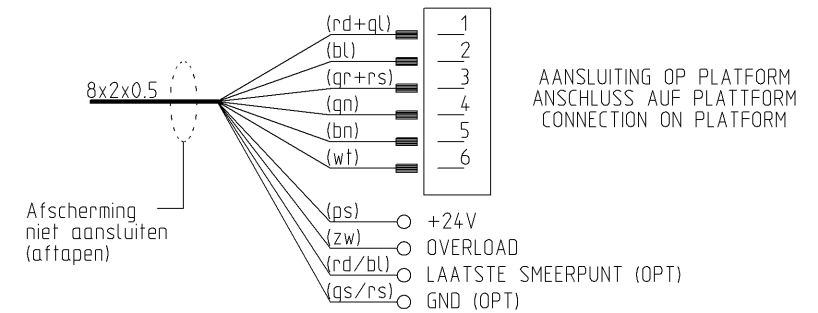 (rd+gl) 1
(bl) 2
(gr+rs) 3
(gn) 4
(bn) 5
(wt) 6
8x2x0.5
AANSLUITING OP PLATFORM
ANSCHLUSS AUF PLATTFORM
CONNECTION ON PLATFORM
Afscherming
niet aansluiten
(aftapen)
(ps) +24V
(zw) OVERLOAD
(rd/bl) LAATSTE SMEERPUNT (OPT)
(gs/rs) GND (OPT)